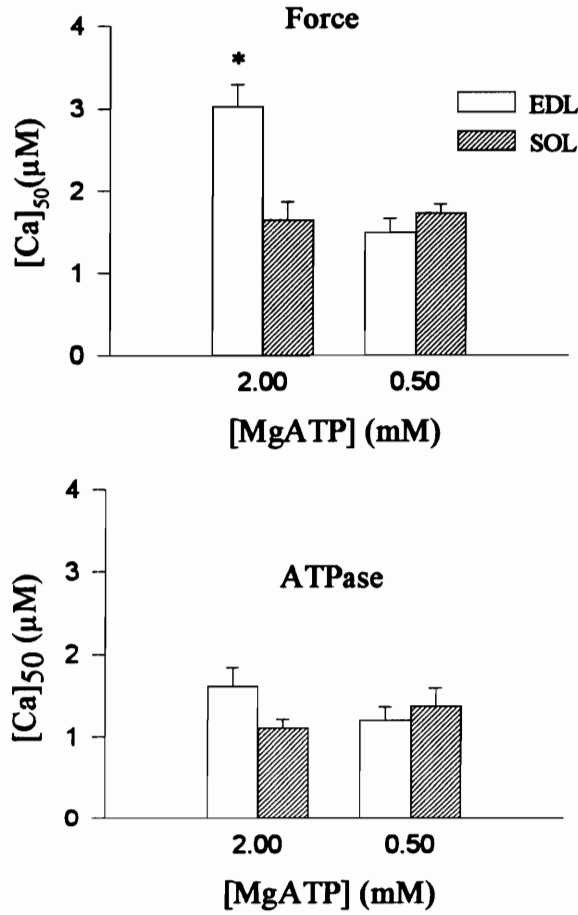 Force
4
*
3
EDL
SOL
2
1
0
[Ca]50(μM)
2.00 0.50
[MgATP] (mM)
4
3
ATPase
2
1
0
[Ca]50 (μM)
2.00 0.50
[MgATP] (mM)